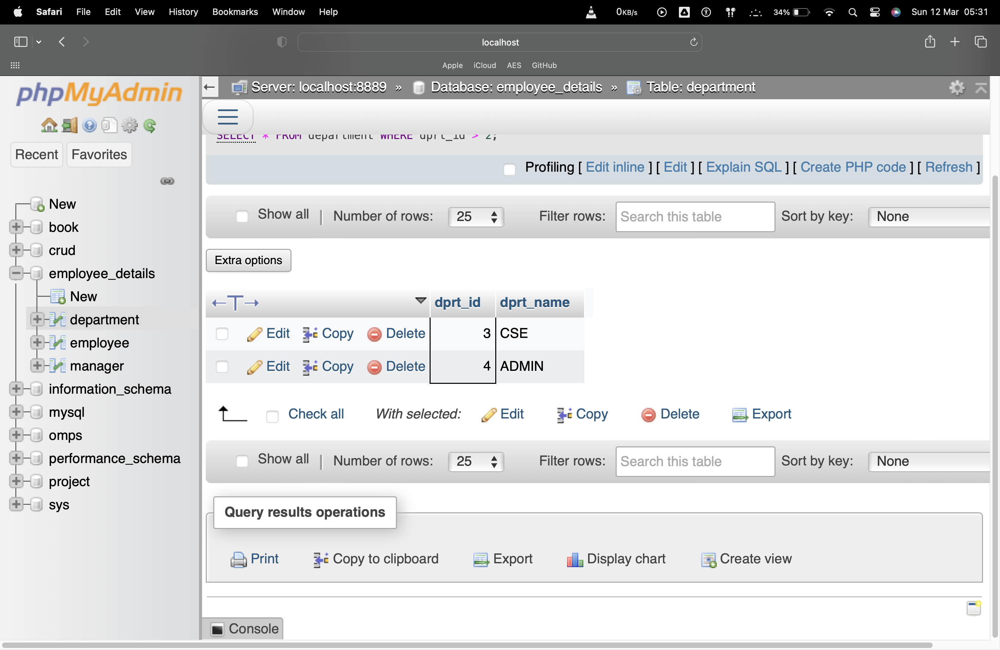 Safari File Edit View History Bookmarks Window Help 0KB/s 34% Sun 12 Mar 05:31
localhost
Apple iCloud AES GitHub
phpMyAdmin
Recent Favorites
New
book
crud
employee_details
New
department
employee
manager
information_schema
mysql
omps
performance_schema
project
sys
Server: localhost:8889 » Database: employee_details » Table: department
SELECT * FROM department WHERE dprt_id > 2;
Profiling [ Edit inline ] [ Edit ] [ Explain SQL ] [ Create PHP code ] [ Refresh ]
Show all | Number of rows: 25 Filter rows: Search this table Sort by key: None
Extra options
←T→ dprt_id dprt_name
Edit Copy Delete 3 CSE
Edit Copy Delete 4 ADMIN
Check all With selected: Edit Copy Delete Export
Show all | Number of rows: 25 Filter rows: Search this table Sort by key: None
Query results operations
Print Copy to clipboard Export Display chart Create view
Console